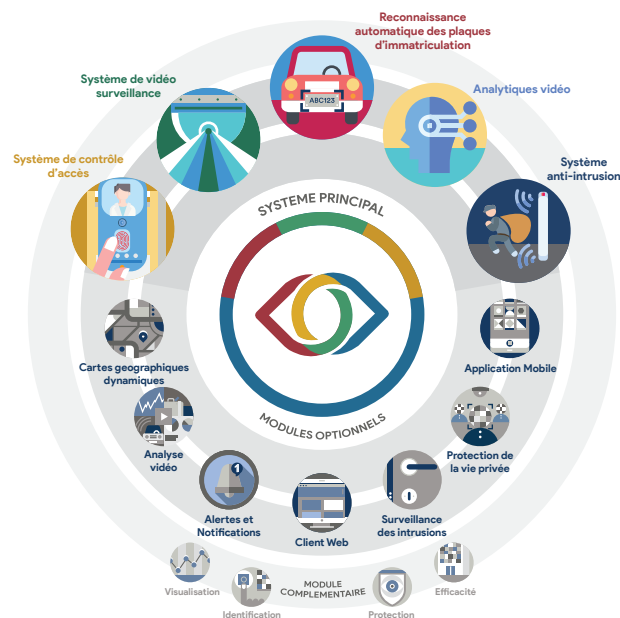 Reconnaissance
automatique des plaques
d'immatriculation
Système de vidéo
surveillance
Analytiques vidéo
Système de contrôle
d'accès
Système
anti-intrusion
ABC123
SYSTEME PRINCIPAL
MODULES OPTIONNELS
Cartes geographiques
dynamiques
Application Mobile
Analyse
vidéo
Protection de
la vie privée
1
Alertes et
Notifications
Client Web
Surveillance
des intrusions
Visualisation
Identification
MODULE
COMPLEMENTAIRE
Protection
Efficacité